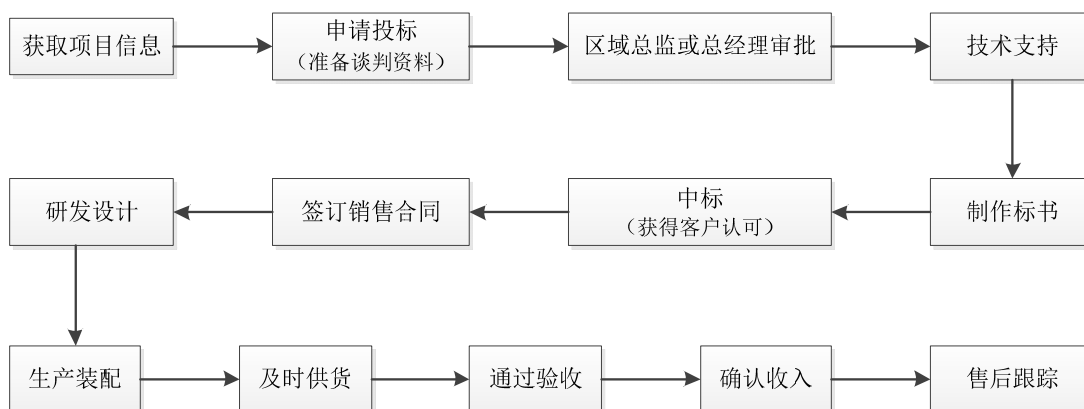 获取项目信息
申请投标
（准备谈判资料）
区域总监或总经理审批
技术支持
制作标书
中标
（获得客户认可）
签订销售合同
研发设计
生产装配
及时供货
通过验收
确认收入
售后跟踪